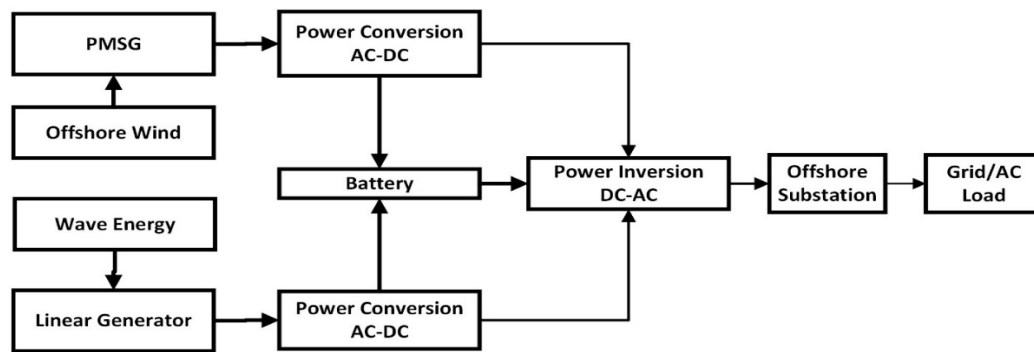 PMSG
Power Conversion
AC-DC
Offshore Wind
Battery
Power Inversion
DC-AC
Offshore
Substation
Grid/AC
Load
Wave Energy
Linear Generator
Power Conversion
AC-DC